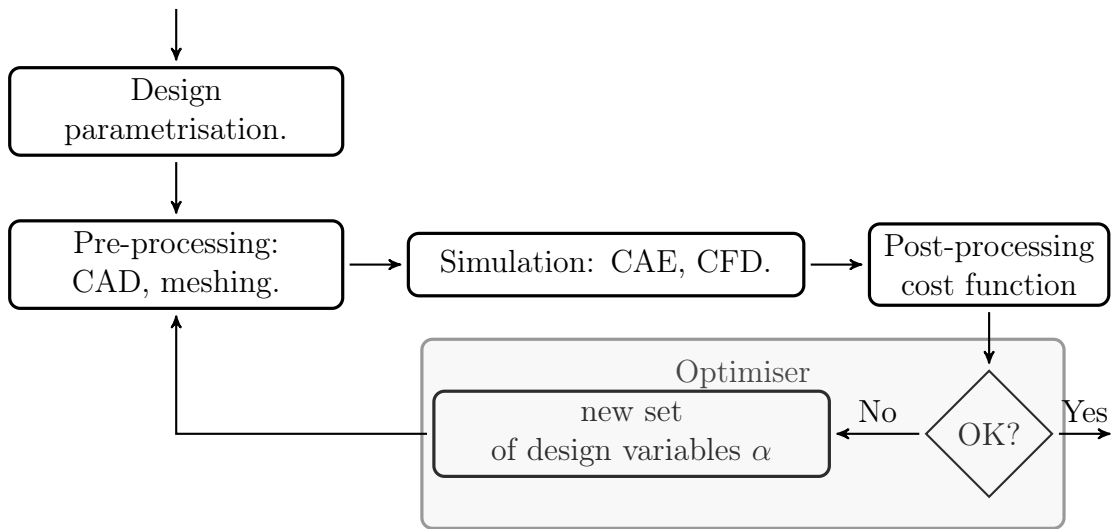 Design
parametrisation.
Pre-processing:
CAD, meshing.
Simulation: CAE, CFD.
Post-processing
cost function
Optimiser
new set
of design variables α
No
OK?
Yes